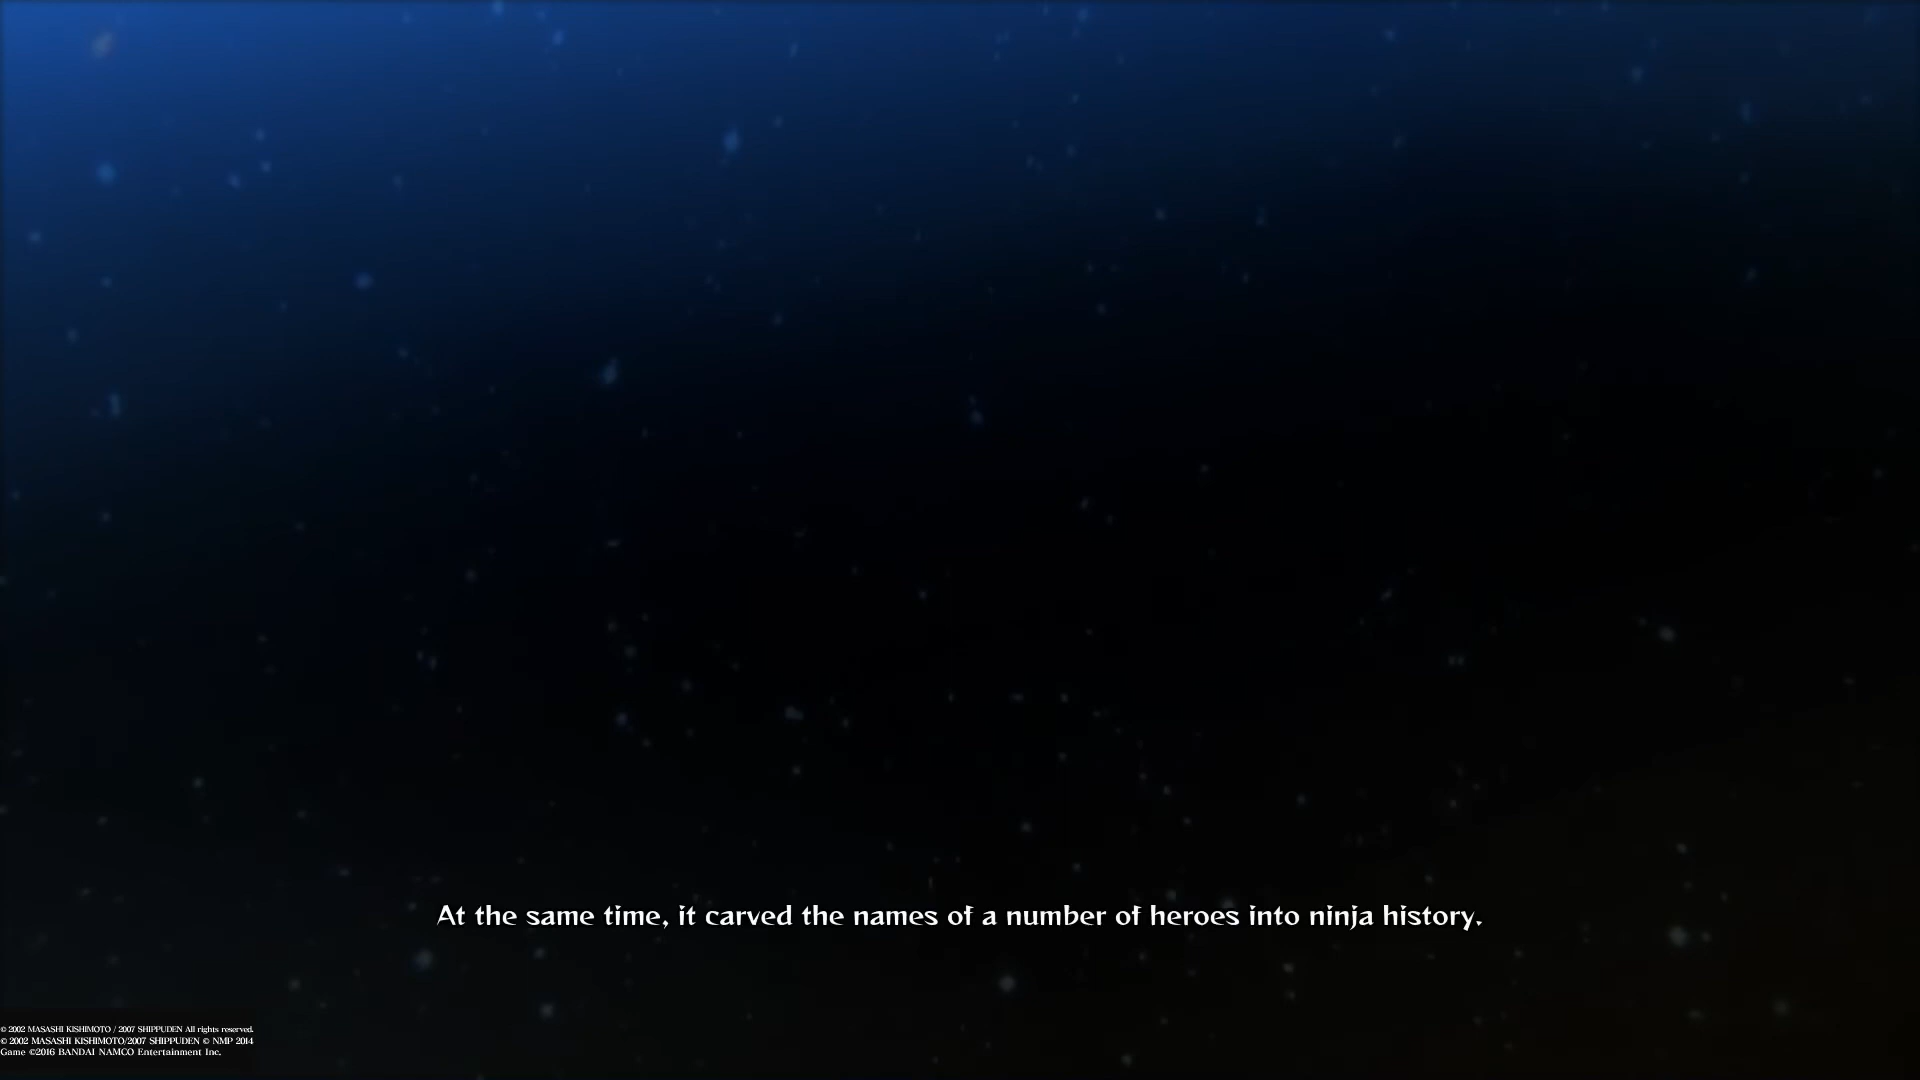 At the same time, it carved the names of a number of heroes into ninja history.
© 2002 MASASHI KISHIMOTO / 2007 SHIPPUDEN All rights reserved.
© 2002 MASASHI KISHIMOTO/2007 SHIPPUDEN © NMP 2014
Game ©2016 BANDAI NAMCO Entertainment Inc.